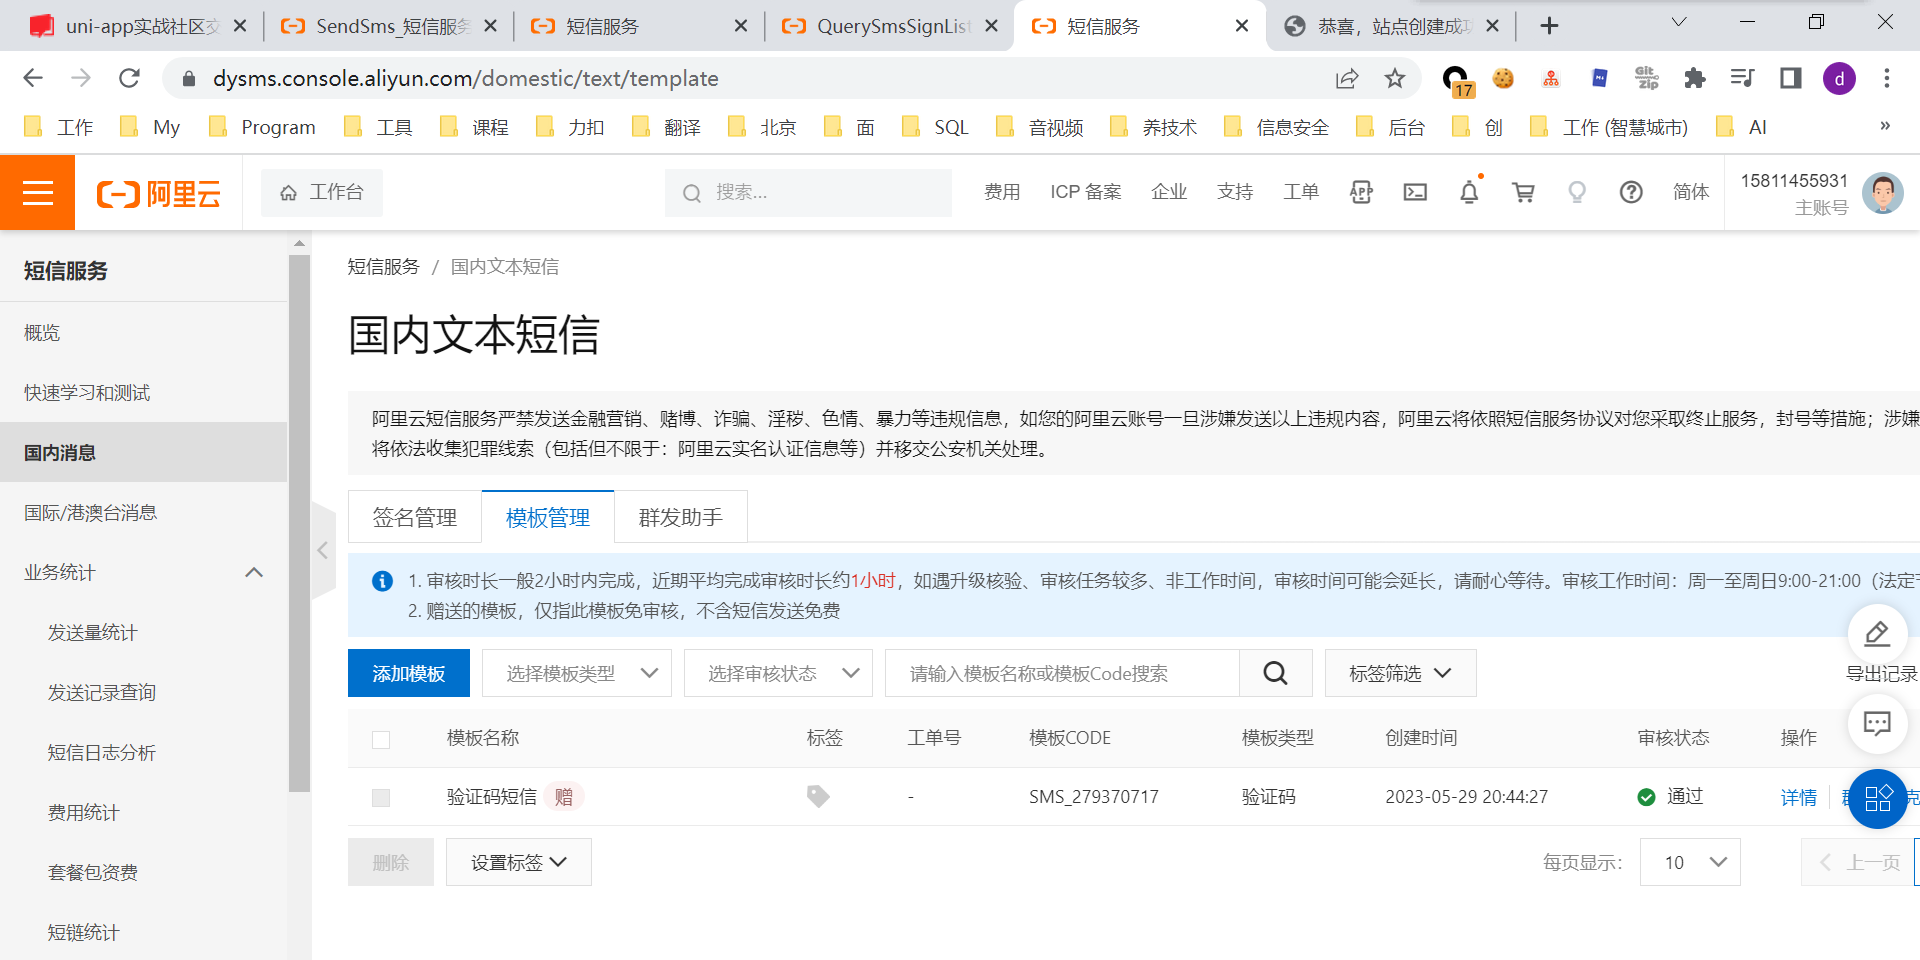 uni-app实战社区交
SendSms_短信服务
短信服务
QuerySmsSignList
短信服务
恭喜，站点创建成功
dysms.console.aliyun.com/domestic/text/template
17
Git
Zip
d
工作
My
Program
工具
课程
力扣
翻译
北京
面
SQL
音视频
养技术
信息安全
后台
创
工作 (智慧城市)
AI
»
阿里云
工作台
搜索...
费用
ICP 备案
企业
支持
工单
APP
简体
15811455931
主账号
短信服务
概览
快速学习和测试
国内消息
国际/港澳台消息
业务统计
发送量统计
发送记录查询
短信日志分析
费用统计
套餐包资费
短链统计
短信服务 / 国内文本短信
国内文本短信
阿里云短信服务严禁发送金融营销、赌博、诈骗、淫秽、色情、暴力等违规信息，如您的阿里云账号一旦涉嫌发送以上违规内容，阿里云将依照短信服务协议对您采取终止服务，封号等措施；涉嫌
将依法收集犯罪线索（包括但不限于：阿里云实名认证信息等）并移交公安机关处理。
签名管理
模板管理
群发助手
1. 审核时长一般2小时内完成，近期平均完成审核时长约1小时，如遇升级核验、审核任务较多、非工作时间，审核时间可能会延长，请耐心等待。审核工作时间：周一至周日9:00-21:00（法定
2. 赠送的模板，仅指此模板免审核，不含短信发送免费
添加模板
选择模板类型
选择审核状态
请输入模板名称或模板Code搜索
标签筛选
导出记录
模板名称
标签
工单号
模板CODE
模板类型
创建时间
审核状态
操作
验证码短信
赠
-
SMS_279370717
验证码
2023-05-29 20:44:27
通过
详情
删除
设置标签
每页显示：
10
上一页